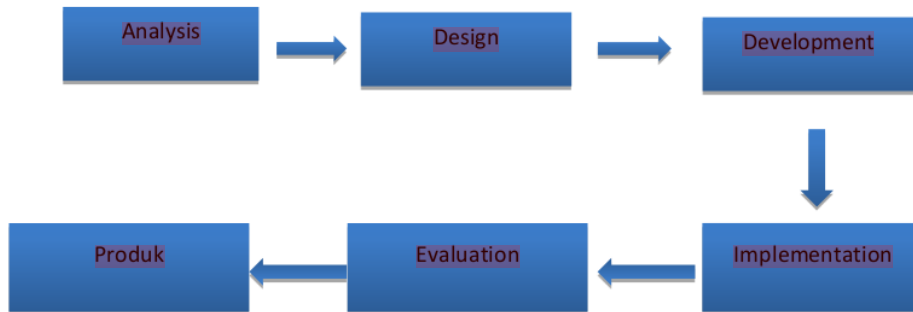 Analysis
Design
Development
Implementation
Evaluation
Produk